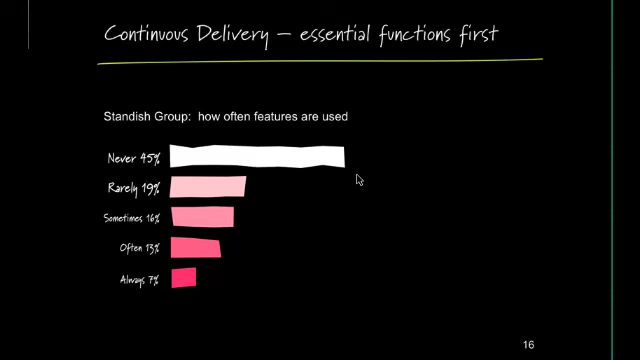 Continuous Delivery – essential functions first
Standish Group: how often features are used
Never 45%
Rarely 19%
Sometimes 16%
Often 13%
Always 7%
16